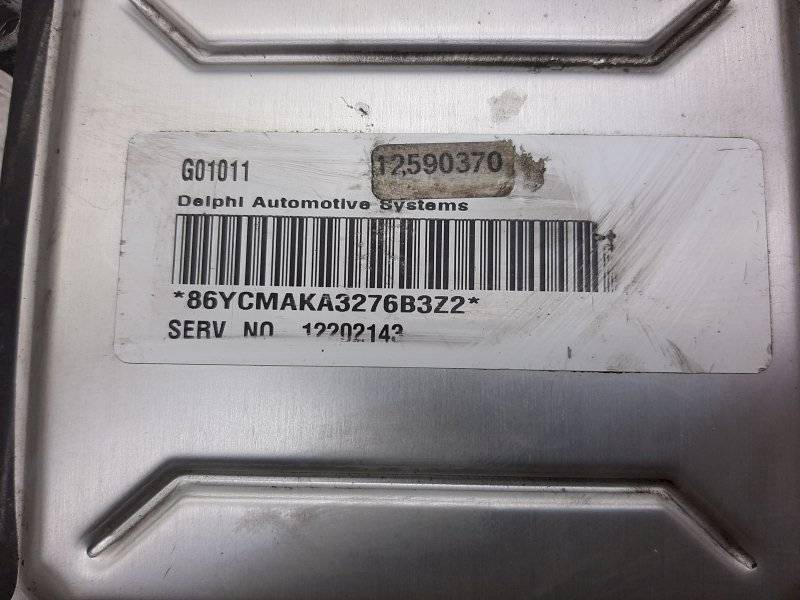 G01011 12590370
Delphi Automotive Systems
*86YCMAKA3276B3Z2*
SERV NO 12202143